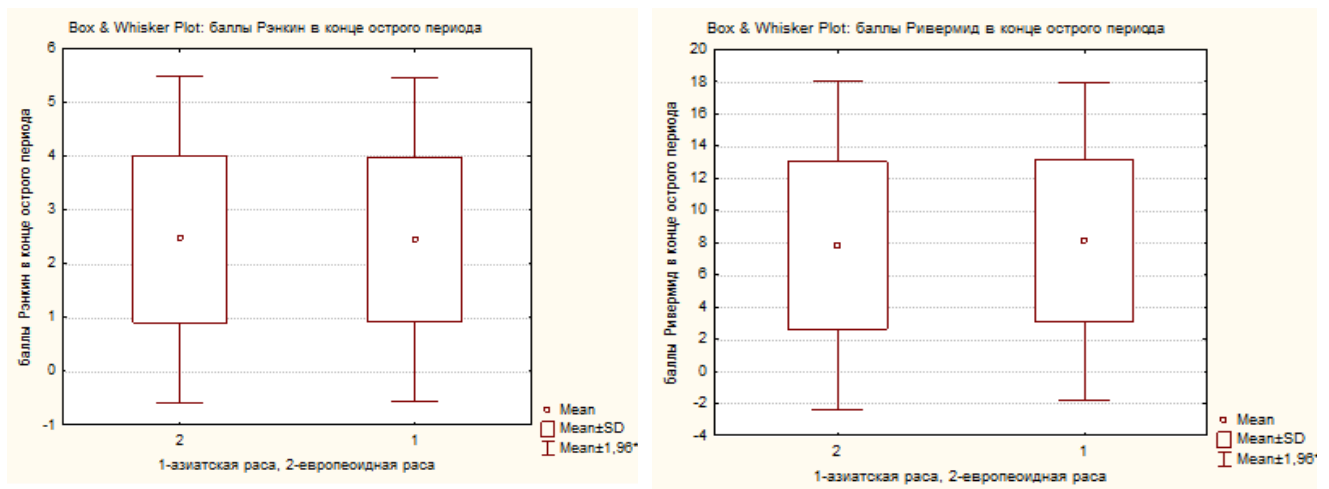 Box & Whisker Plot: баллы Рэнкин в конце острого периода
баллы Рэнкин в конце острого периода
6
5
4
3
2
1
0
-1
2
1
1-азиатская раса, 2-европеоидная раса
Mean
Mean±SD
Mean±1,96*
Box & Whisker Plot: баллы Ривермид в конце острого периода
баллы Ривермид в конце острого периода
20
18
16
14
12
10
8
6
4
2
0
-2
-4
2
1
1-азиатская раса, 2-европеоидная раса
Mean
Mean±SD
Mean±1,96*